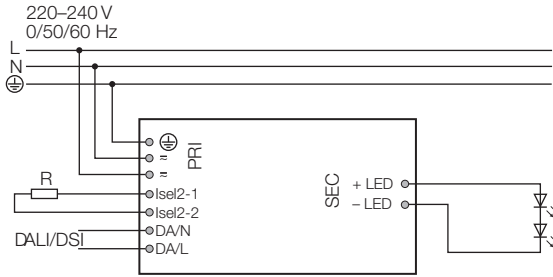 220–240 V
0/50/60 Hz
L
N
PRI
R
Isel2-1
Isel2-2
DALI/DSI
DA/N
DA/L
SEC
+ LED
– LED